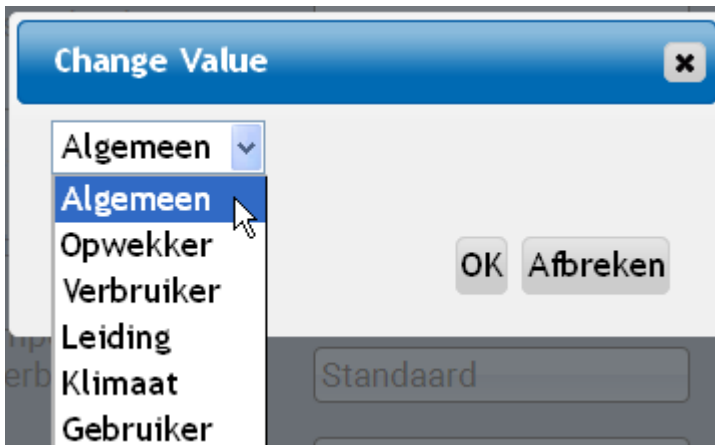 Change Value
Algemeen
Algemeen
Opwekker
Verbruiker
Leiding
Klimaat
Gebruiker
OK Afbreken
Standaard